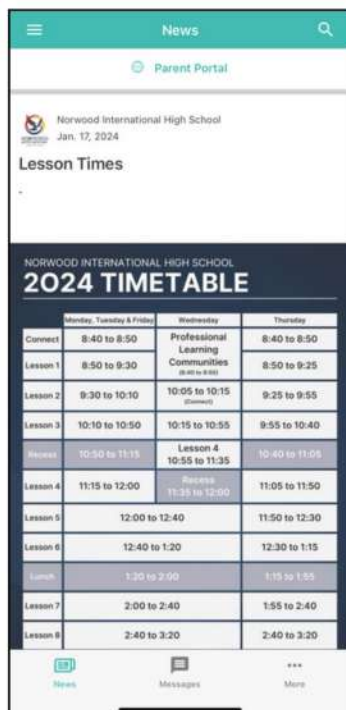 News
Parent Portal
Norwood International High School
Jan. 17, 2024
Lesson Times
.
NORWOOD INTERNATIONAL HIGH SCHOOL
2024 TIMETABLE
Monday, Tuesday & Friday Wednesday Thursday
Connect 8:40 to 8:50 Professional Learning Communities (8:40 to 9:55) 8:40 to 8:50
Lesson 1 8:50 to 9:30 8:50 to 9:25
Lesson 2 9:30 to 10:10 10:05 to 10:15 (Connect) 9:25 to 9:55
Lesson 3 10:10 to 10:50 10:15 to 10:55 9:55 to 10:40
Recess 10:50 to 11:15 Lesson 4 10:55 to 11:35 10:40 to 11:05
Lesson 4 11:15 to 12:00 Recess 11:35 to 12:00 11:05 to 11:50
Lesson 5 12:00 to 12:40 11:50 to 12:30
Lesson 6 12:40 to 1:20 12:30 to 1:15
Lunch 1:20 to 2:00 1:15 to 1:55
Lesson 7 2:00 to 2:40 1:55 to 2:40
Lesson 8 2:40 to 3:20 2:40 to 3:20
News Messages More